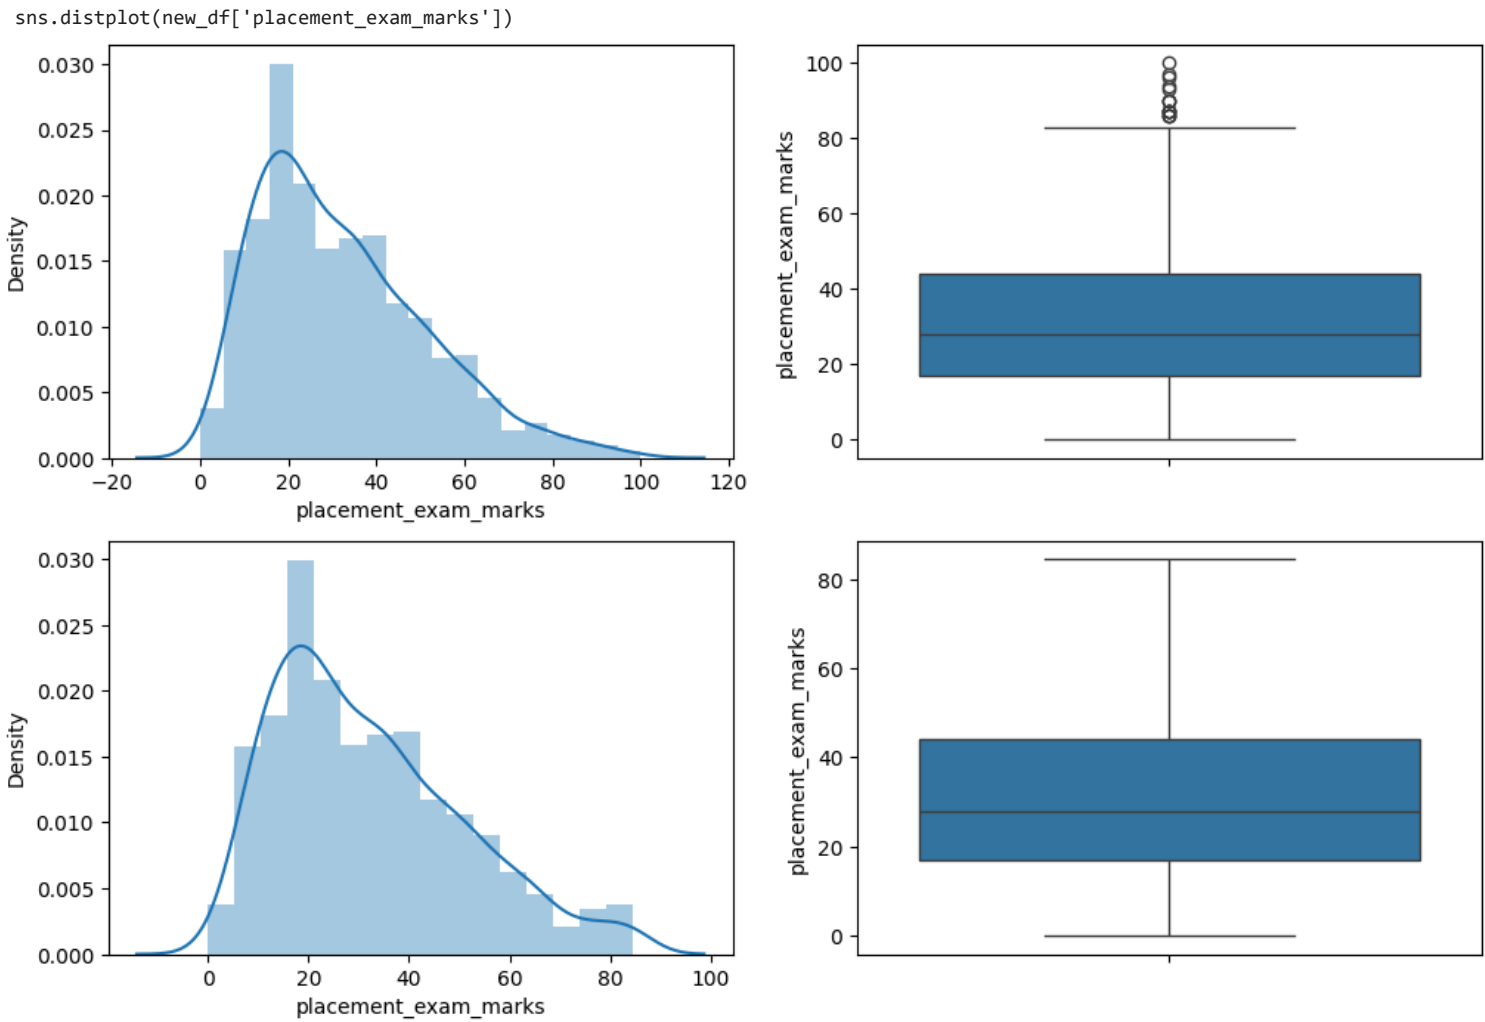 sns.distplot(new_df['placement_exam_marks'])
0.030
0.025
0.020
0.015
0.010
0.005
0.000
Density
−20 0 20 40 60 80 100 120
placement_exam_marks
100
80
60
40
20
0
placement_exam_marks
0.030
0.025
0.020
0.015
0.010
0.005
0.000
Density
0 20 40 60 80 100
placement_exam_marks
80
60
40
20
0
placement_exam_marks